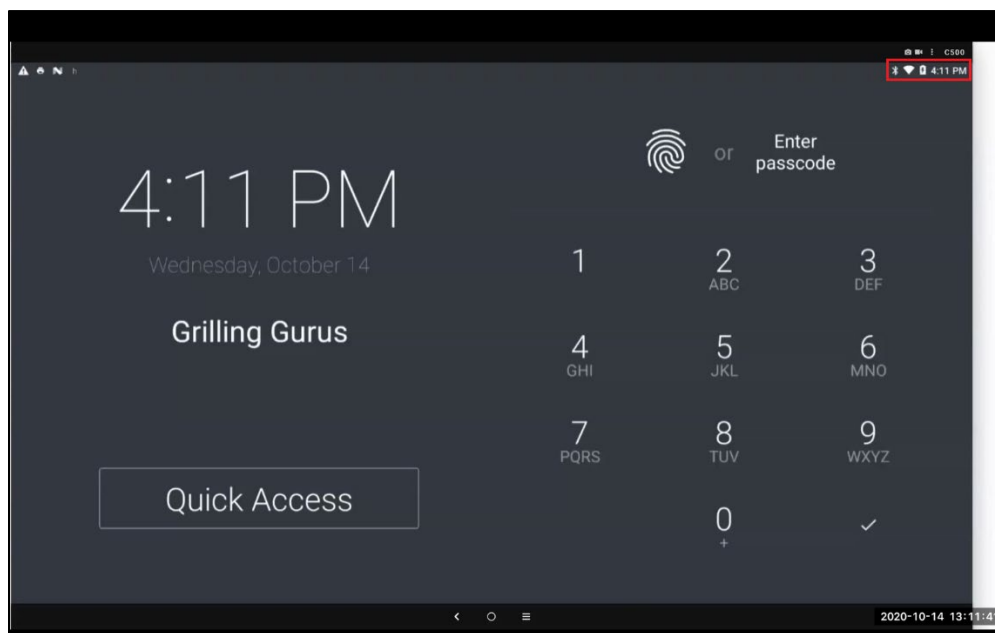 C500
4:11 PM
4:11 PM
Wednesday, October 14
Grilling Gurus
Quick Access
or
Enter
passcode
1
2
ABC
3
DEF
4
GHI
5
JKL
6
MNO
7
PQRS
8
TUV
9
WXYZ
0
+
2020-10-14 13:11:4